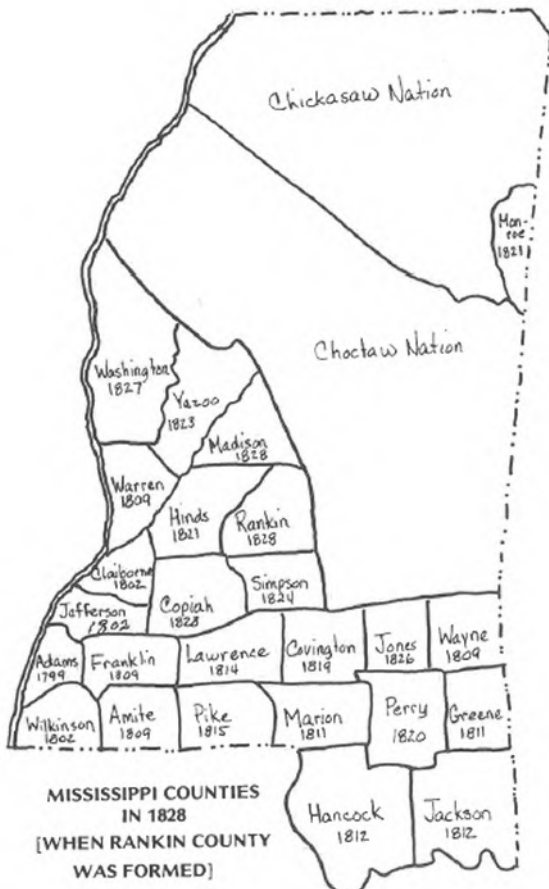 Chickasaw Nation
Mon-
roe
1821
Choctaw Nation
Washington
1827
Yazoo
1823
Madison
1828
Warren
1809
Hinds
1821
Rankin
1828
Claiborne
1802
Simpson
1824
Jefferson
1802
Copiah
1823
Adams
1799
Franklin
1809
Lawrence
1814
Covington
1819
Jones
1826
Wayne
1809
Wilkinson
1802
Amite
1809
Pike
1815
Marion
1811
Perry
1820
Greene
1811
Hancock
1812
Jackson
1812
MISSISSIPPI COUNTIES
IN 1828
[WHEN RANKIN COUNTY
WAS FORMED]